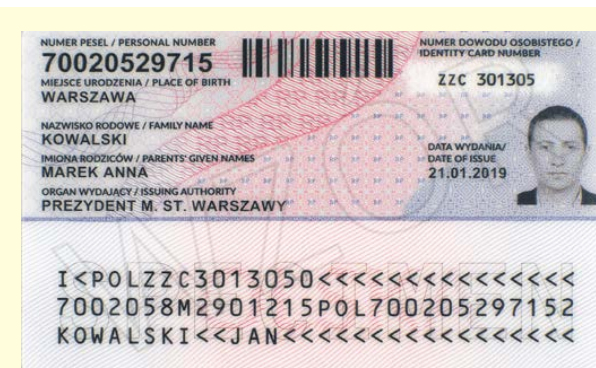 NUMER PESEL / PERSONAL NUMBER
70020529715
MIEJSCE URODZENIA / PLACE OF BIRTH
WARSZAWA
NAZWISKO RODOWE / FAMILY NAME
KOWALSKI
IMIONA RODZICÓW / PARENTS' GIVEN NAMES
MAREK ANNA
ORGAN WYDAJĄCY / ISSUING AUTHORITY
PREZYDENT M. ST. WARSZAWY
NUMER DOWODU OSOBISTEGO /
IDENTITY CARD NUMBER
ZZC 301305
DATA WYDANIA/
DATE OF ISSUE
21.01.2019
WZÓR
I<POLZZC3013050<<<<<<<<<<<<<<<
7002058M2901215POL700205297152
KOWALSKI<<JAN<<<<<<<<<<<<<<<<<